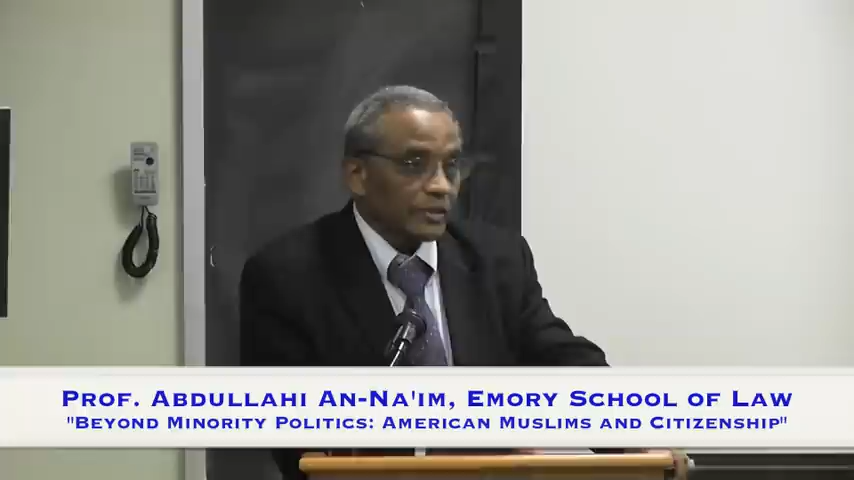 PROF. ABDULLAHI AN-NA'IM, EMORY SCHOOL OF LAW
"BEYOND MINORITY POLITICS: AMERICAN MUSLIMS AND CITIZENSHIP"